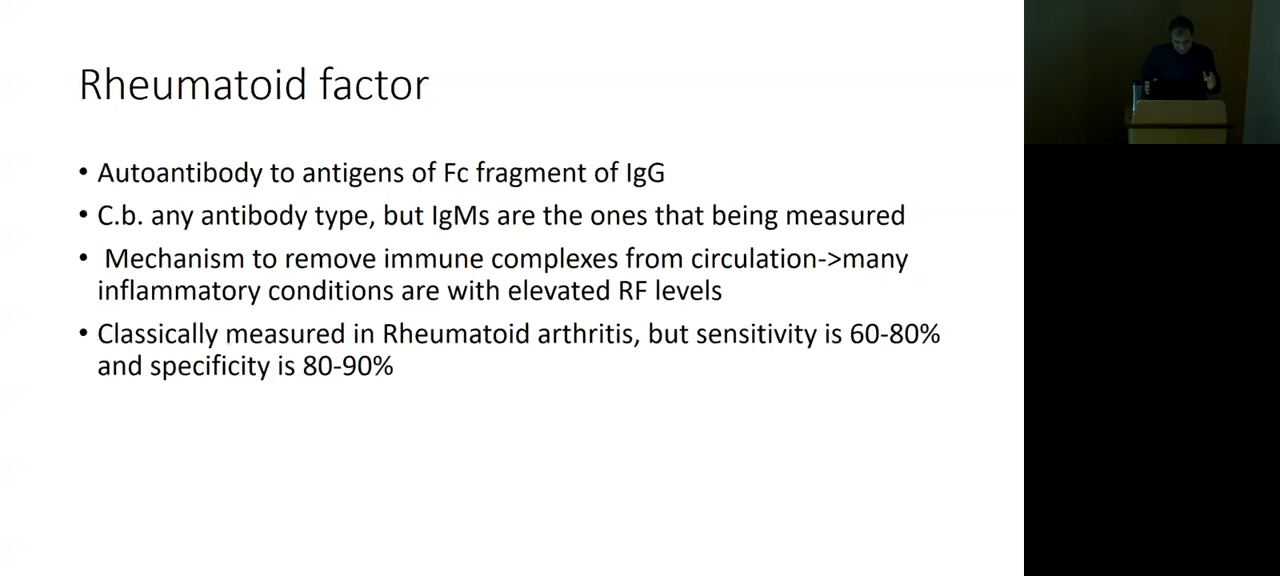 Rheumatoid factor
• Autoantibody to antigens of Fc fragment of IgG
• C.b. any antibody type, but IgMs are the ones that being measured
• Mechanism to remove immune complexes from circulation->many
inflammatory conditions are with elevated RF levels
• Classically measured in Rheumatoid arthritis, but sensitivity is 60-80%
and specificity is 80-90%